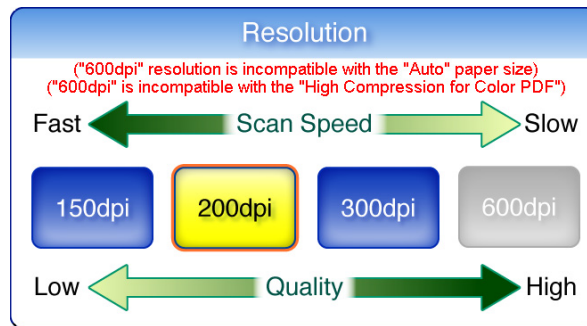 Resolution
("600dpi" resolution is incompatible with the "Auto" paper size)
("600dpi" is incompatible with the "High Compression for Color PDF")
Fast Scan Speed Slow
150dpi 200dpi 300dpi 600dpi
Low Quality High